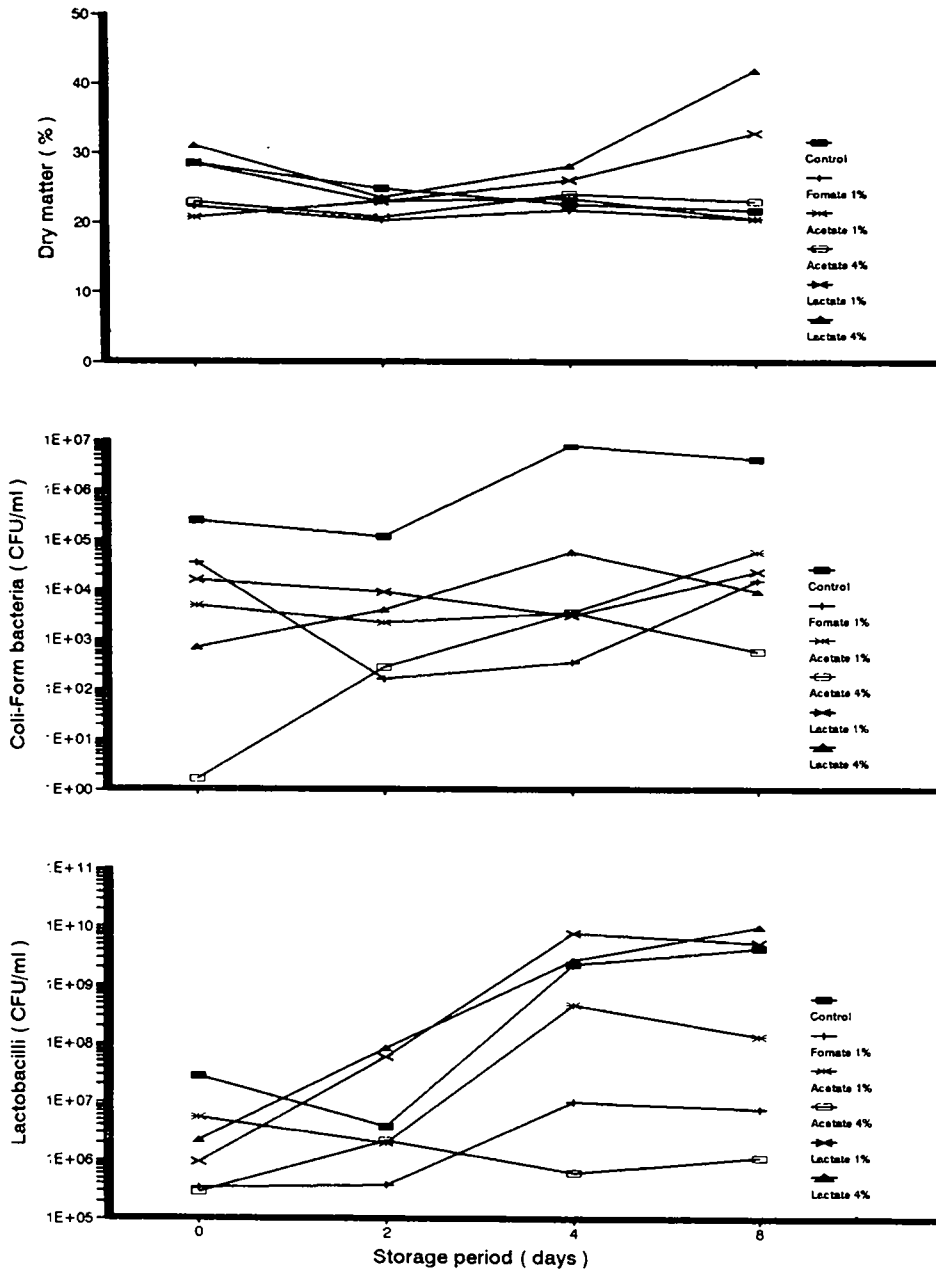 50
40
30
20
10
0
Dry matter ( % )
Control
Fomate 1%
Acetate 1%
Acetate 4%
Lactate 1%
Lactate 4%
1E+07
1E+06
1E+05
1E+04
1E+03
1E+02
1E+01
1E+00
Coli-Form bacteria ( CFU/ml )
Control
Fomate 1%
Acetate 1%
Acetate 4%
Lactate 1%
Lactate 4%
1E+11
1E+10
1E+09
1E+08
1E+07
1E+06
1E+05
Lactobacilli ( CFU/ml )
Control
Fomate 1%
Acetate 1%
Acetate 4%
Lactate 1%
Lactate 4%
0 2 4 8
Storage period ( days )